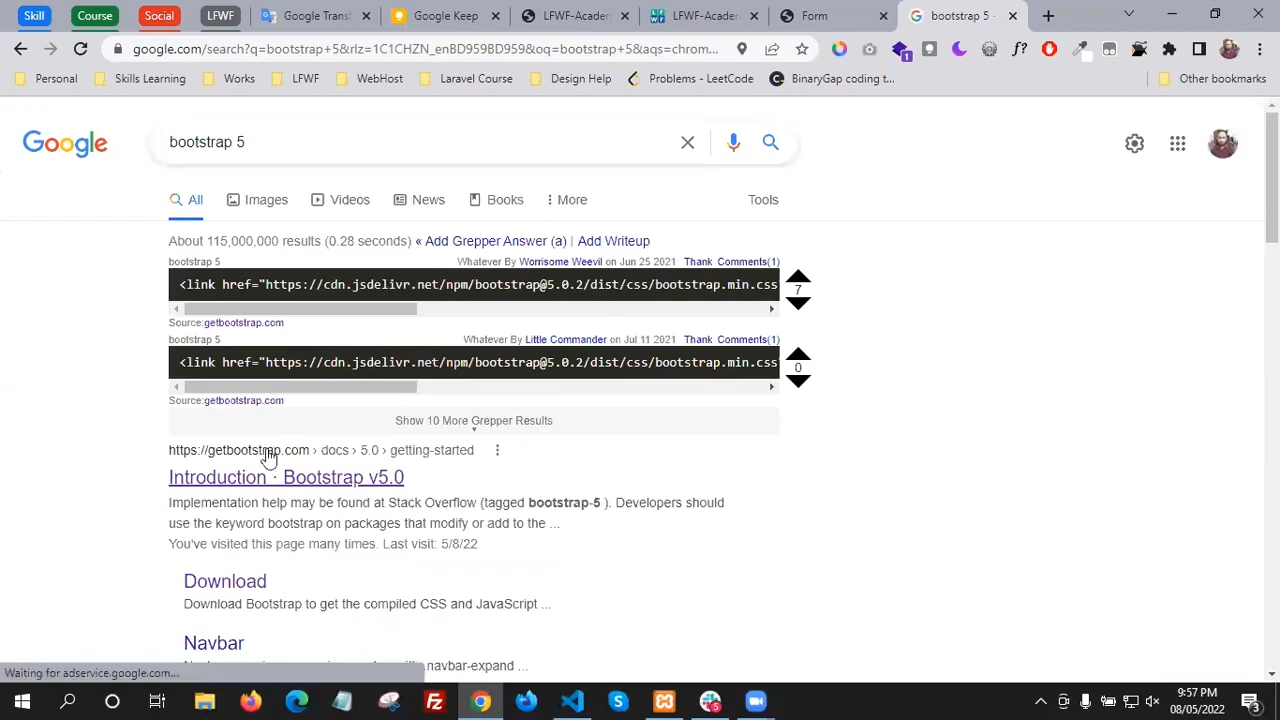 Skill
Course
Social
LFWF
Google Trans
Google Keep
LFWF-Academ
LFWF-Acader
Form
bootstrap 5 -
google.com/search?q=bootstrap+5&rlz=1C1CHZN_enBD959BD959&oq=bootstrap+5&aqs=chrom...
Personal
Skills Learning
Works
LFWF
WebHost
Laravel Course
Design Help
Problems - LeetCode
BinaryGap coding t...
Other bookmarks
Google
bootstrap 5
All
Images
Videos
News
Books
More
Tools
About 115,000,000 results (0.28 seconds) « Add Grepper Answer (a) | Add Writeup
bootstrap 5
Whatever By Worrisome Weevil on Jun 25 2021 Thank Comments(1)
<link href="https://cdn.jsdelivr.net/npm/bootstrap@5.0.2/dist/css/bootstrap.min.css
7
Source:getbootstrap.com
bootstrap 5
Whatever By Little Commander on Jul 11 2021 Thank Comments(1)
<link href="https://cdn.jsdelivr.net/npm/bootstrap@5.0.2/dist/css/bootstrap.min.css
0
Source:getbootstrap.com
Show 10 More Grepper Results
https://getbootstrap.com › docs › 5.0 › getting-started
Introduction · Bootstrap v5.0
Implementation help may be found at Stack Overflow (tagged bootstrap-5 ). Developers should
use the keyword bootstrap on packages that modify or add to the ...
You've visited this page many times. Last visit: 5/8/22
Download
Download Bootstrap to get the compiled CSS and JavaScript ...
Navbar
.navbar-expand ...
Waiting for adservice.google.com...
9:57 PM
08/05/2022